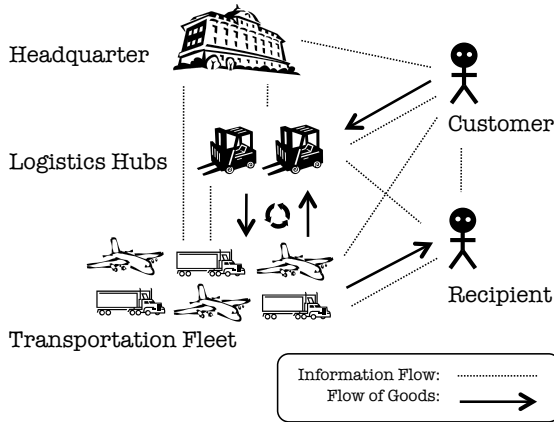 Headquarter
Customer
Logistics Hubs
Recipient
Transportation Fleet
Information Flow:
Flow of Goods: